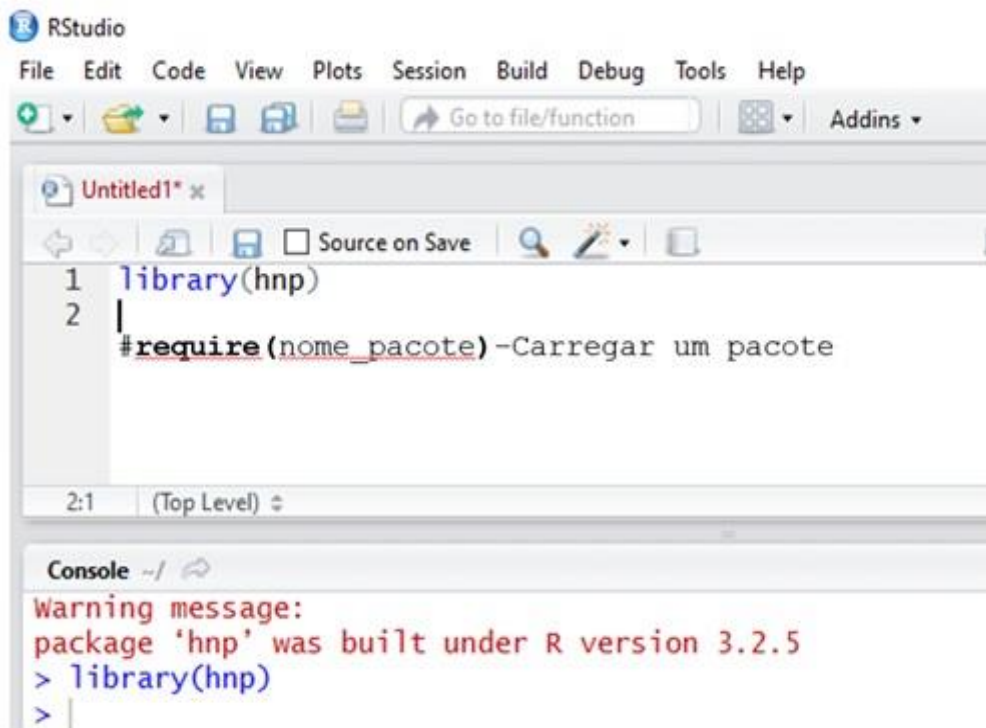 RStudio
File Edit Code View Plots Session Build Debug Tools Help
Go to file/function Addins
Untitled1*
Source on Save
1 library(hnp)
2
#require(nome_pacote)-Carregar um pacote
2:1 (Top Level)
Console ~/
Warning message:
package ‘hnp’ was built under R version 3.2.5
> library(hnp)
>